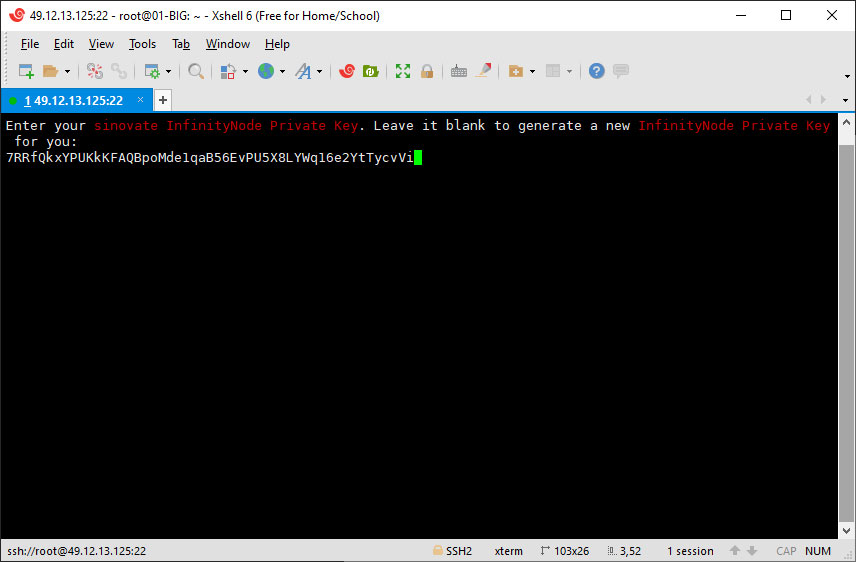 49.12.13.125:22 - root@01-BIG: ~ - Xshell 6 (Free for Home/School)
File Edit View Tools Tab Window Help
1 49.12.13.125:22
Enter your sinovate InfinityNode Private Key. Leave it blank to generate a new InfinityNode Private Key
for you:
7RRfQkxYPUKkKFAQBpoMde1qaB56EvPU5X8LYWq16e2YtTycvVi
ssh://root@49.12.13.125:22 SSH2 xterm 103x26 3,52 1 session CAP NUM